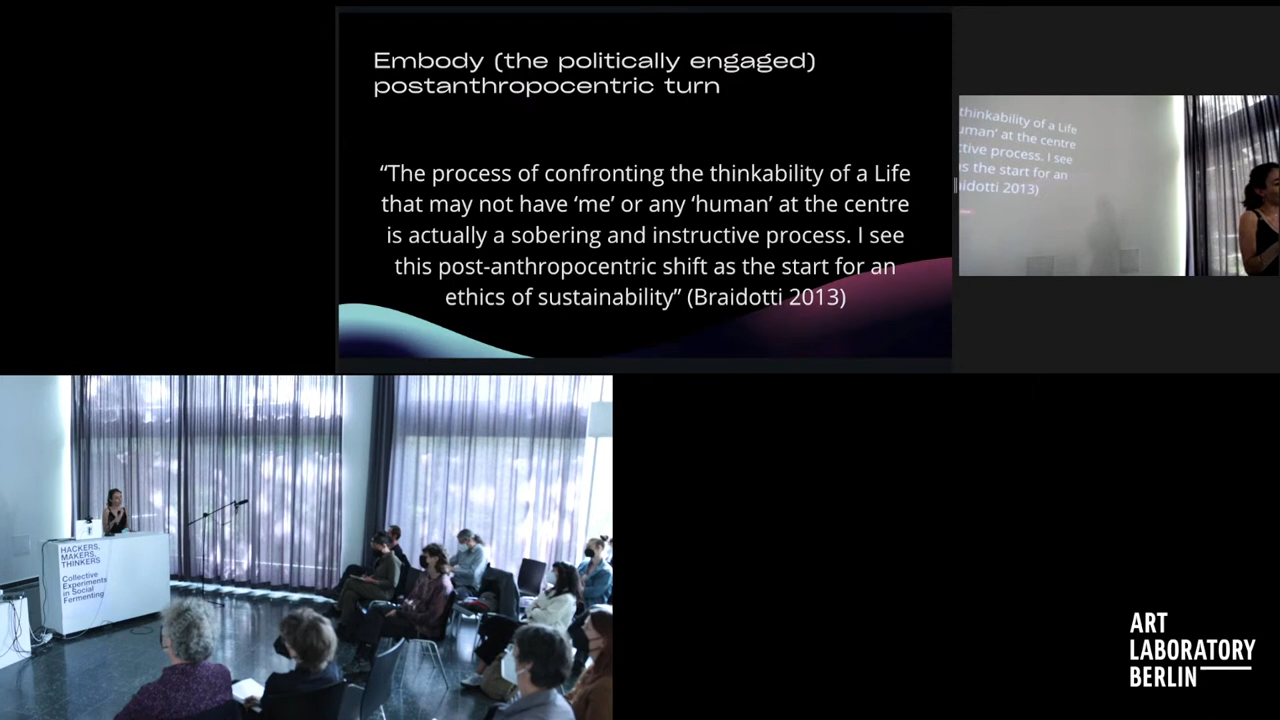 Embody (the politically engaged)
postanthropocentric turn
“The process of confronting the thinkability of a Life
that may not have ‘me’ or any ‘human’ at the centre
is actually a sobering and instructive process. I see
this post-anthropocentric shift as the start for an
ethics of sustainability” (Braidotti 2013)
thinkability of a Life
uman’ at the centre
ctive process. I see
s the start for an
aidotti 2013)
HACKERS,
MAKERS,
THINKERS
Collective
Experiments
in Social
Fermenting
ART
LABORATORY
BERLIN